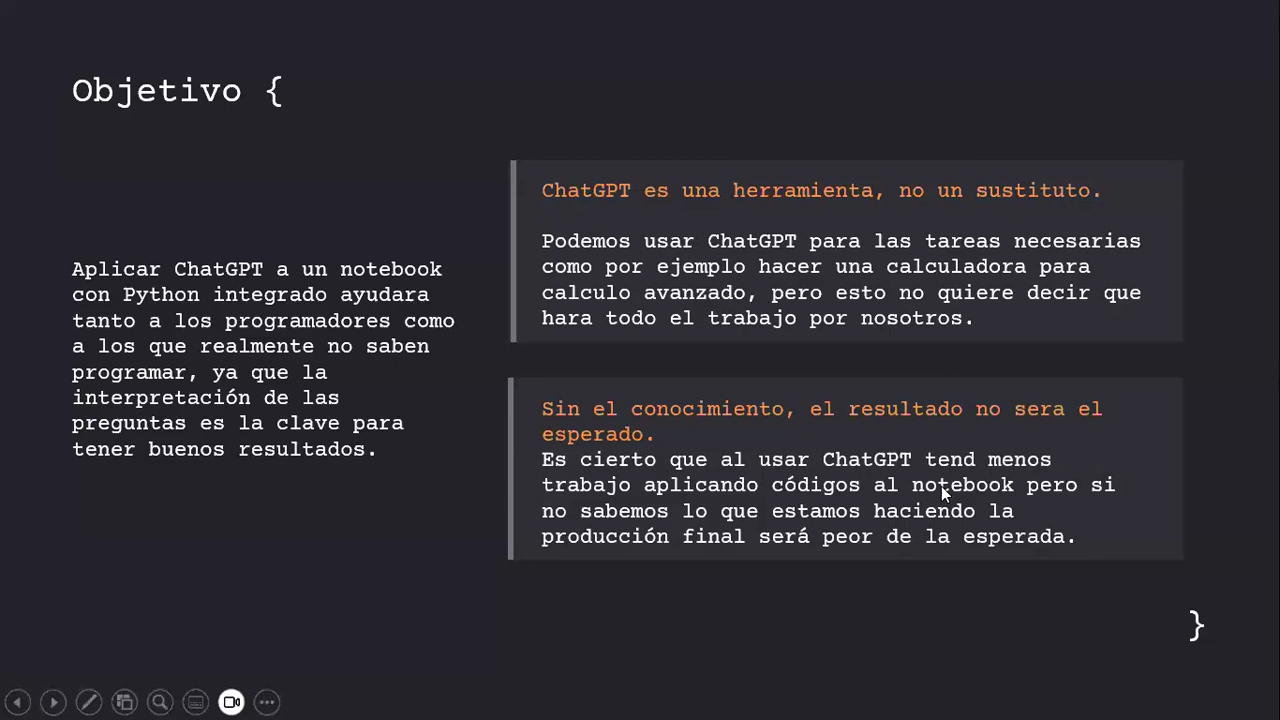 Objetivo {
Aplicar ChatGPT a un notebook
con Python integrado ayudara
tanto a los programadores como
a los que realmente no saben
programar, ya que la
interpretación de las
preguntas es la clave para
tener buenos resultados.
ChatGPT es una herramienta, no un sustituto.
Podemos usar ChatGPT para las tareas necesarias
como por ejemplo hacer una calculadora para
calculo avanzado, pero esto no quiere decir que
hara todo el trabajo por nosotros.
Sin el conocimiento, el resultado no sera el
esperado.
Es cierto que al usar ChatGPT tend menos
trabajo aplicando códigos al notebook pero si
no sabemos lo que estamos haciendo la
producción final será peor de la esperada.
}